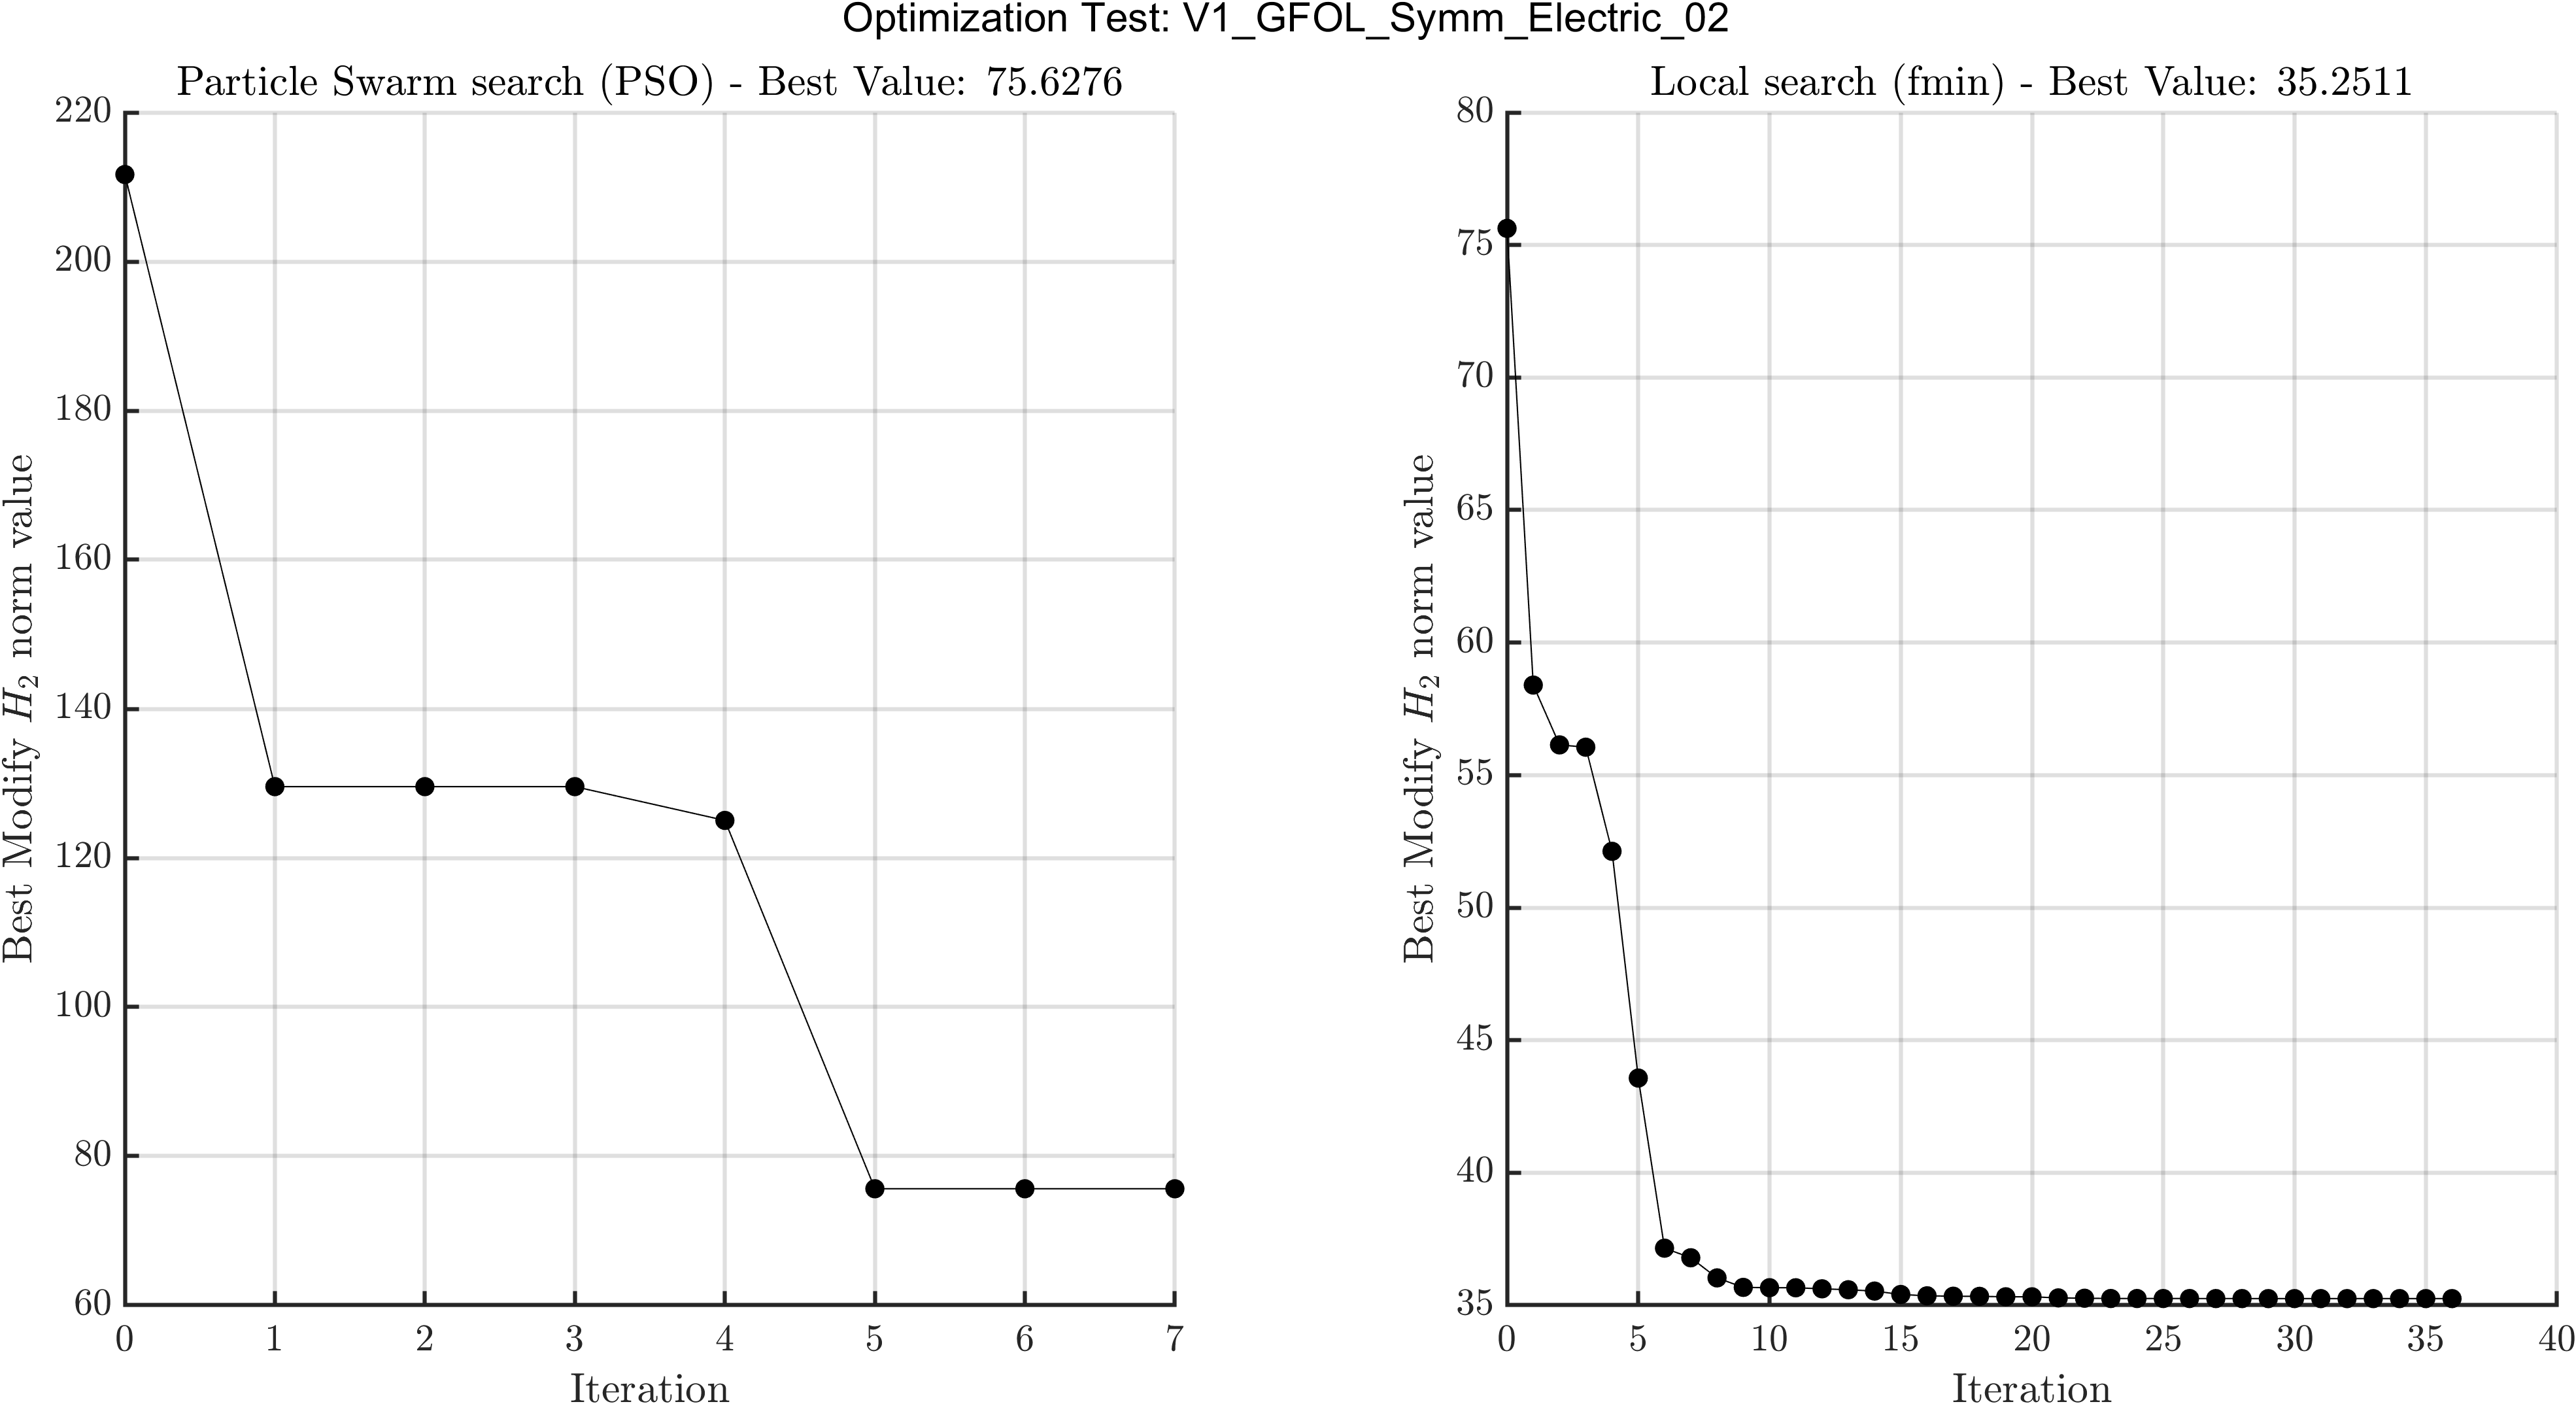 Optimization Test: V1_GFOL_Symm_Electric_02
Particle Swarm search (PSO) - Best Value: 75.6276
220
200
180
160
140
120
100
80
60
Best Modify H₂ norm value
0 1 2 3 4 5 6 7
Iteration
Local search (fmin) - Best Value: 35.2511
80
75
70
65
60
55
50
45
40
35
Best Modify H₂ norm value
0 5 10 15 20 25 30 35 40
Iteration